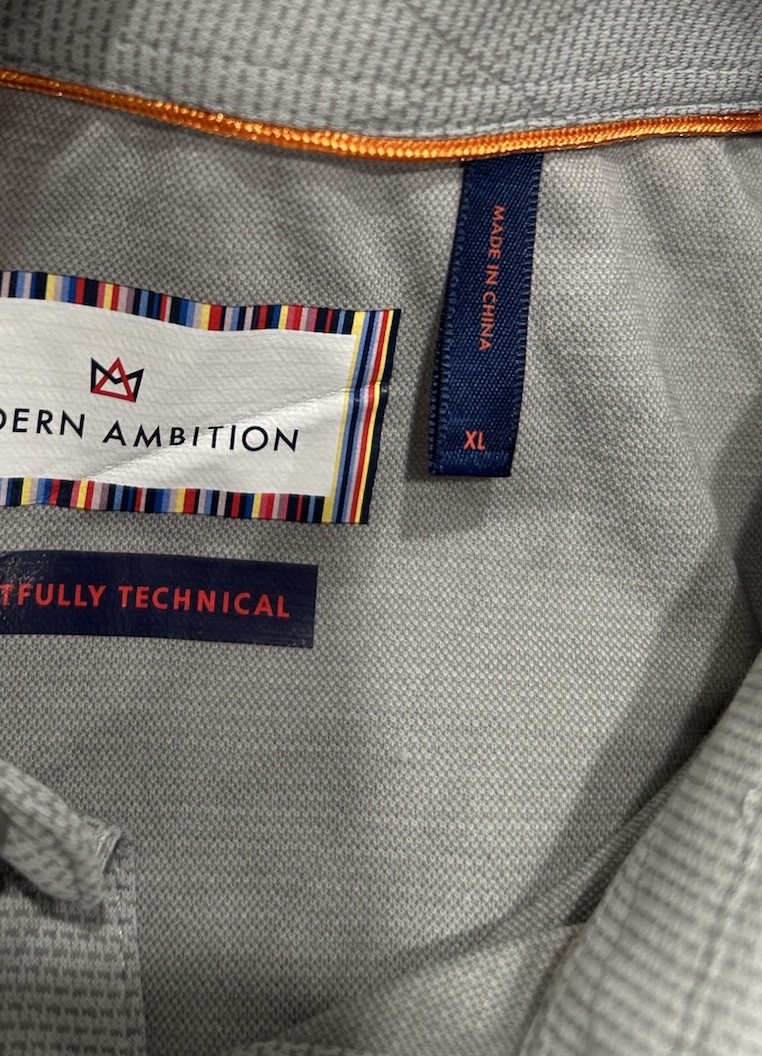 MADE IN CHINA
XL
DERN AMBITION
TFULLY TECHNICAL